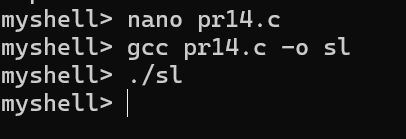 myshell> nano pr14.c
myshell> gcc pr14.c -o sl
myshell> ./sl
myshell>